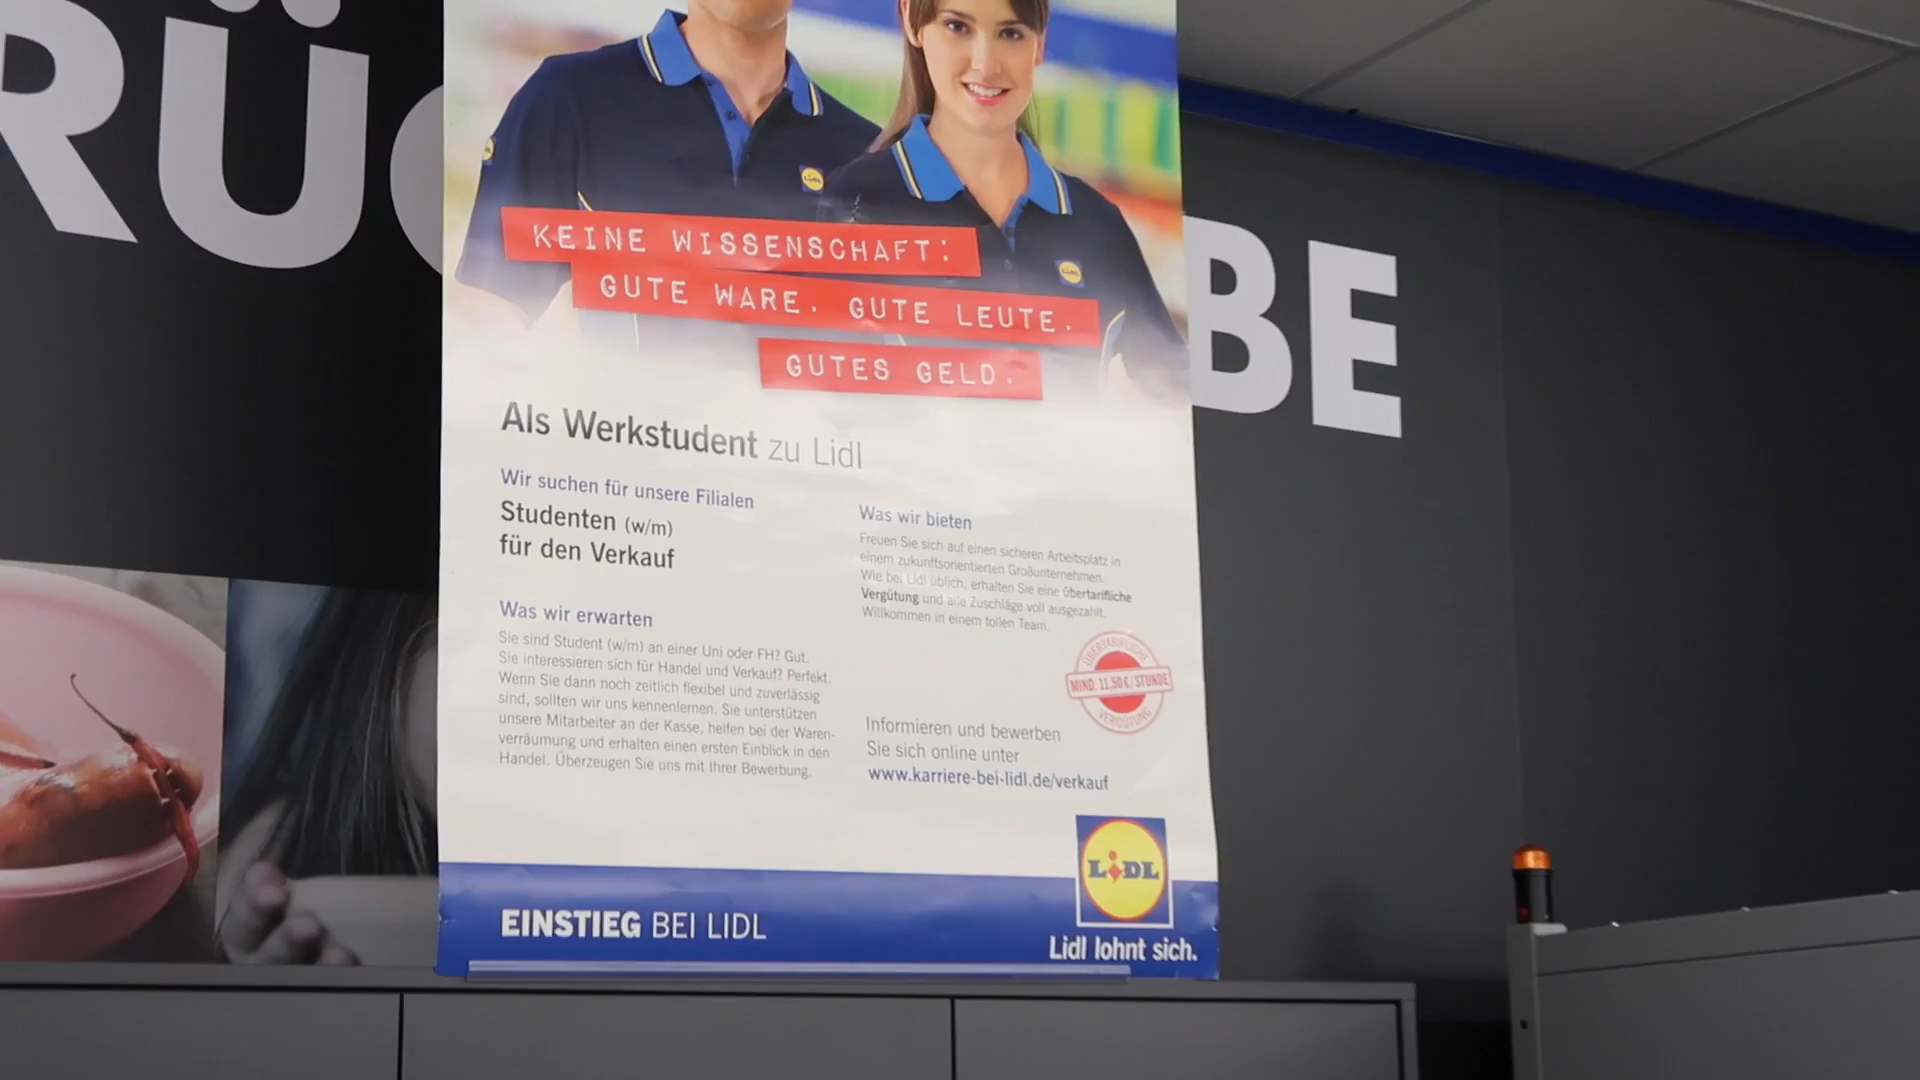 RÜ
BE
KEINE WISSENSCHAFT:
GUTE WARE. GUTE LEUTE.
GUTES GELD.
Als Werkstudent zu Lidl
Wir suchen für unsere Filialen
Studenten (w/m)
für den Verkauf
Was wir erwarten
Sie sind Student (w/m) an einer Uni oder FH? Gut.
Sie interessieren sich für Handel und Verkauf? Perfekt.
Wenn Sie dann noch zeitlich flexibel und zuverlässig
sind, sollten wir uns kennenlernen. Sie unterstützen
unsere Mitarbeiter an der Kasse, helfen bei der Waren-
verräumung und erhalten einen ersten Einblick in den
Handel. Überzeugen Sie uns mit Ihrer Bewerbung.
Was wir bieten
Freuen Sie sich auf einen sicheren Arbeitsplatz in
einem zukunftsorientierten Großunternehmen.
Wie bei Lidl üblich, erhalten Sie eine übertarifliche
Vergütung und alle Zuschläge voll ausgezahlt.
Willkommen in einem tollen Team.
ÜBERTARIFLICHE
MIND. 11,50 €/STUNDE
VERGÜTUNG
Informieren und bewerben
Sie sich online unter
www.karriere-bei-lidl.de/verkauf
LIDL
EINSTIEG BEI LIDL
Lidl lohnt sich.